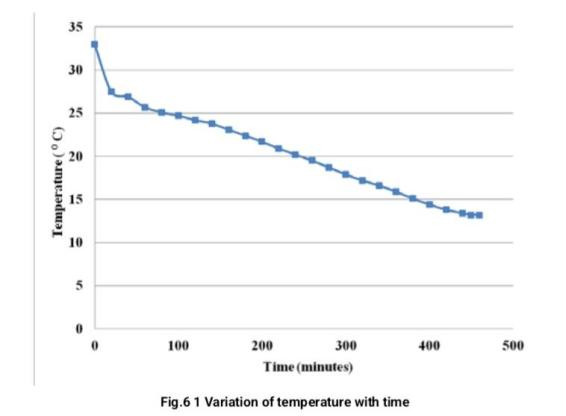 35
30
25
20
15
10
5
0
Temperature ( ° C)
0 100 200 300 400 500
Time (minutes)
Fig.6 1 Variation of temperature with time